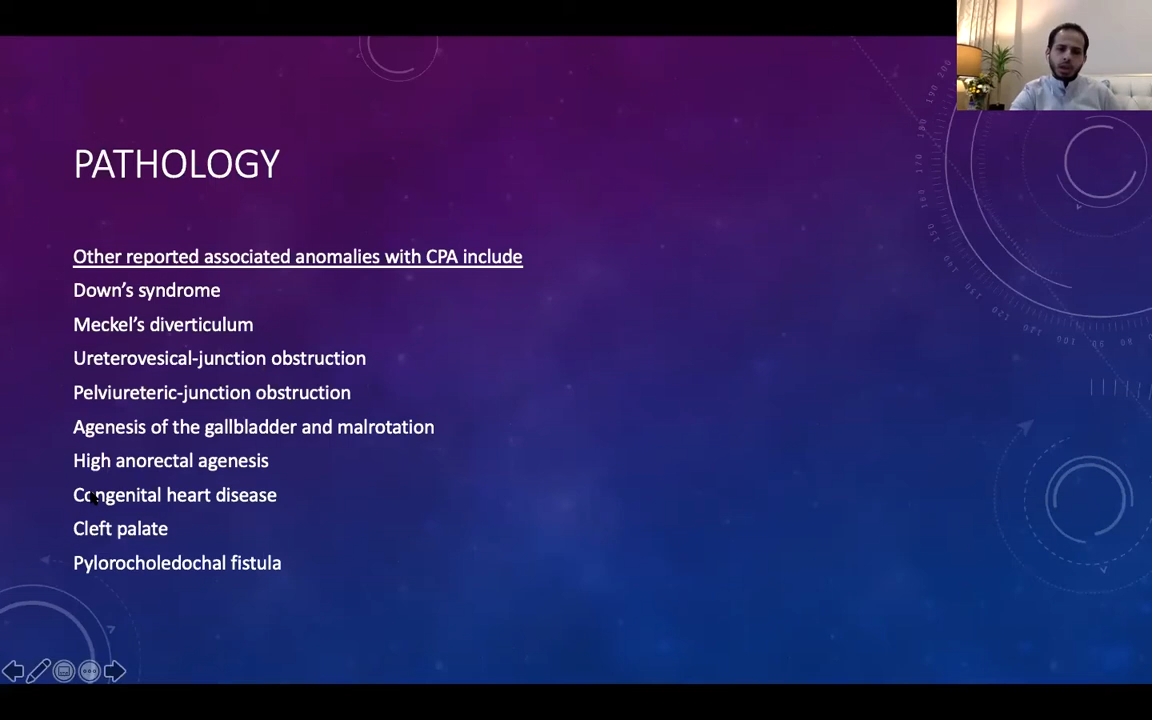 PATHOLOGY
Other reported associated anomalies with CPA include
Down's syndrome
Meckel's diverticulum
Ureterovesical-junction obstruction
Pelviureteric-junction obstruction
Agenesis of the gallbladder and malrotation
High anorectal agenesis
Congenital heart disease
Cleft palate
Pylorocholedochal fistula